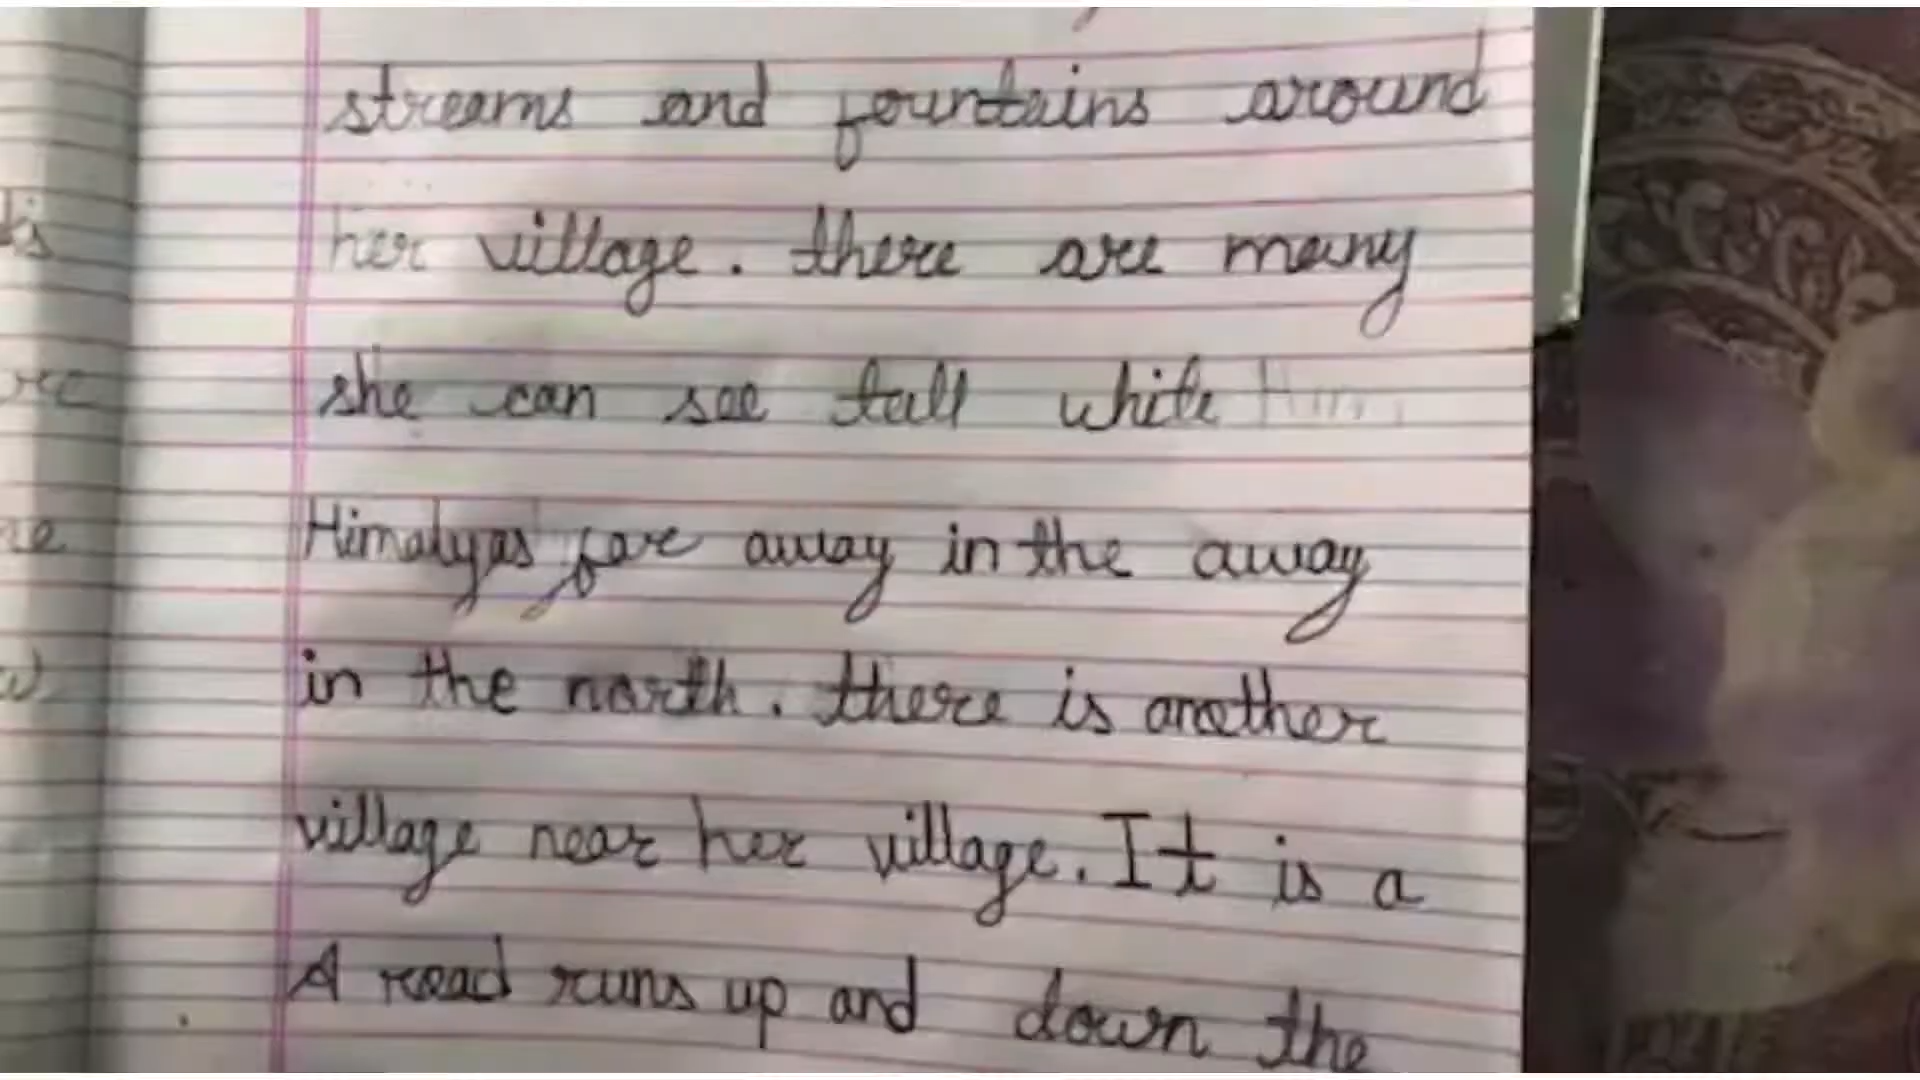 streams and fountains around
her village. there are many
she can see tall white
Himalyas far away in the away
in the north. there is another
village near her village. It is a
A road runs up and down the